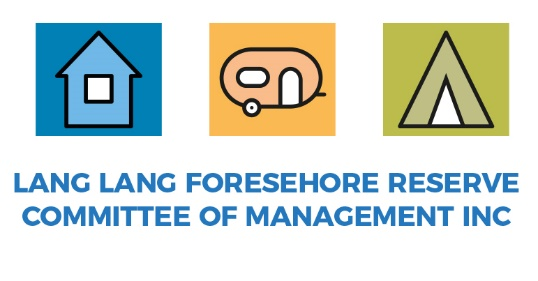 LANG LANG FORESEHORE RESERVE
COMMITTEE OF MANAGEMENT INC